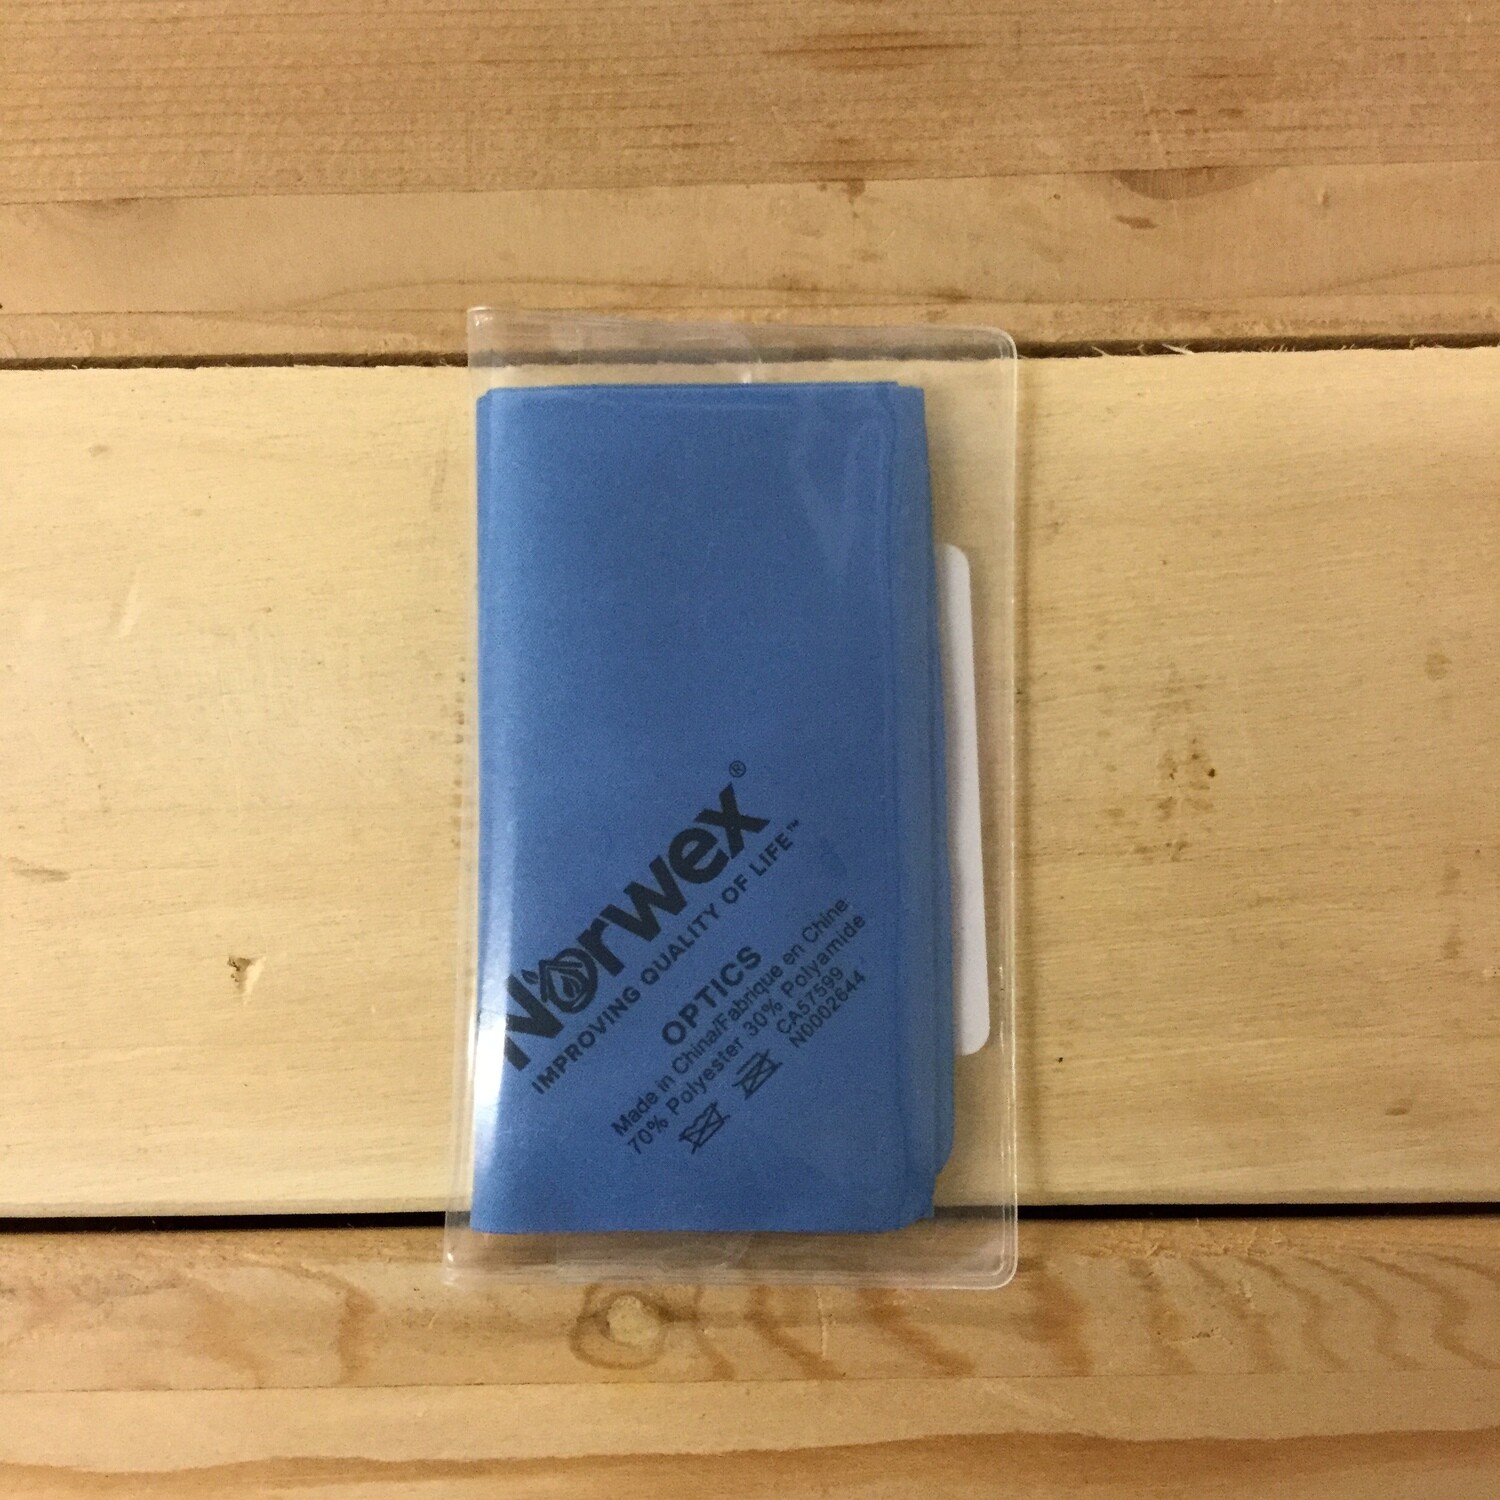 Norwex®
IMPROVING QUALITY OF LIFE™
OPTICS
Made in China/Fabrique en Chine
70% Polyester 30% Polyamide
CA57599
N0002644